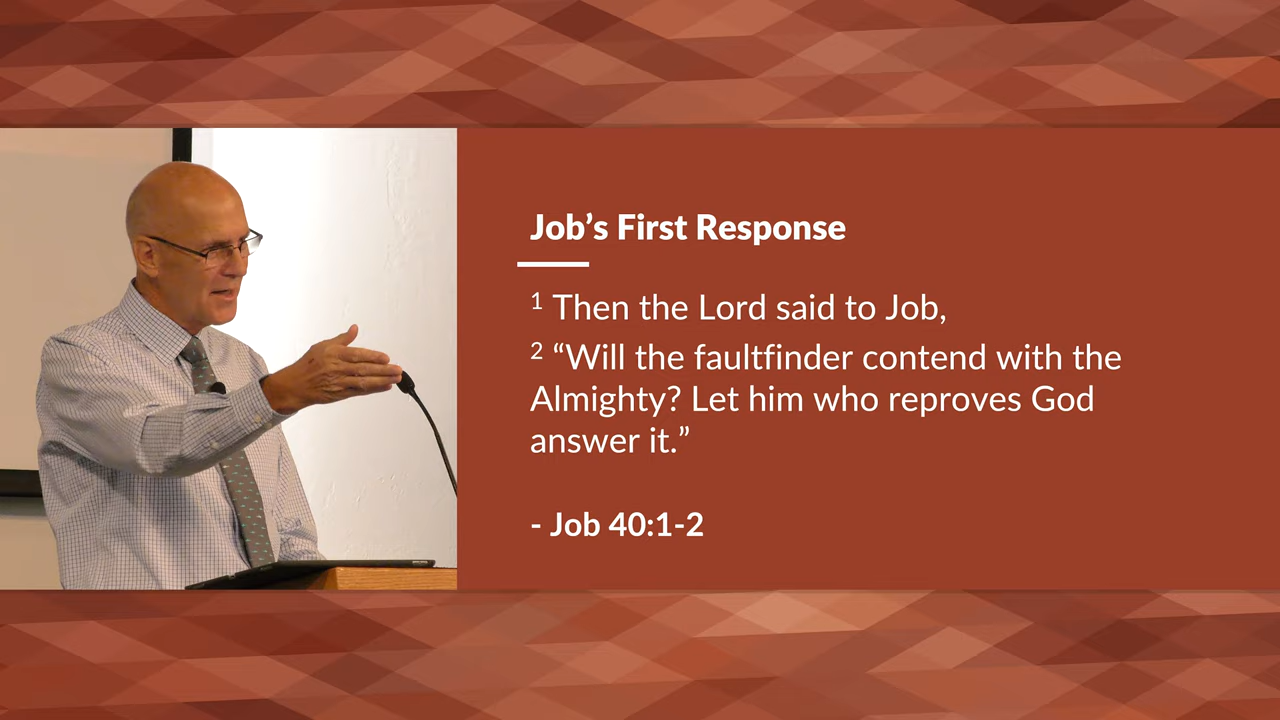 Job’s First Response
1 Then the Lord said to Job,
2 “Will the faultfinder contend with the
Almighty? Let him who reproves God
answer it.”
- Job 40:1-2